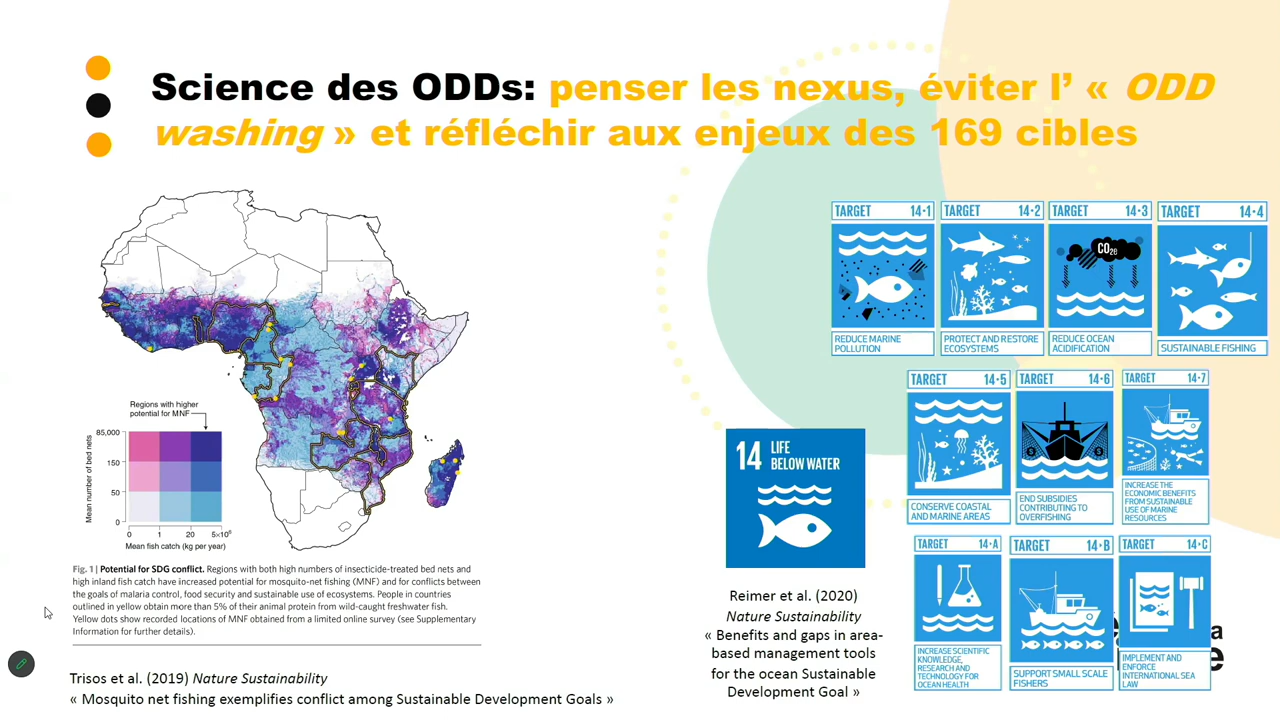 Science des ODDs: penser les nexus, éviter l' « ODD
washing » et réfléchir aux enjeux des 169 cibles
Regions with higher
potential for MNF
Mean number of bed nets
85,000
150
50
0
0 1 20 5×10⁶
Mean fish catch (kg per year)
Fig. 1 | Potential for SDG conflict. Regions with both high numbers of insecticide-treated bed nets and
high inland fish catch have increased potential for mosquito-net fishing (MNF) and for conflicts between
the goals of malaria control, food security and sustainable use of ecosystems. People in countries
outlined in yellow obtain more than 5% of their animal protein from wild-caught freshwater fish.
Yellow dots show recorded locations of MNF obtained from a limited online survey (see Supplementary
Information for further details).
Trisos et al. (2019) Nature Sustainability
« Mosquito net fishing exemplifies conflict among Sustainable Development Goals »
14 LIFE
BELOW WATER
Reimer et al. (2020)
Nature Sustainability
« Benefits and gaps in area-
based management tools
for the ocean Sustainable
Development Goal »
TARGET 14·1
REDUCE MARINE
POLLUTION
TARGET 14·2
PROTECT AND RESTORE
ECOSYSTEMS
TARGET 14·3
CO2e
REDUCE OCEAN
ACIDIFICATION
TARGET 14·4
SUSTAINABLE FISHING
TARGET 14·5
CONSERVE COASTAL
AND MARINE AREAS
TARGET 14·6
$ $
END SUBSIDIES
CONTRIBUTING TO
OVERFISHING
TARGET 14·7
INCREASE THE
ECONOMIC BENEFITS
FROM SUSTAINABLE
USE OF MARINE
RESOURCES
TARGET 14·A
INCREASE SCIENTIFIC
KNOWLEDGE,
RESEARCH AND
TECHNOLOGY FOR
OCEAN HEALTH
TARGET 14·B
SUPPORT SMALL SCALE
FISHERS
TARGET 14·C
IMPLEMENT AND
ENFORCE
INTERNATIONAL SEA
LAW